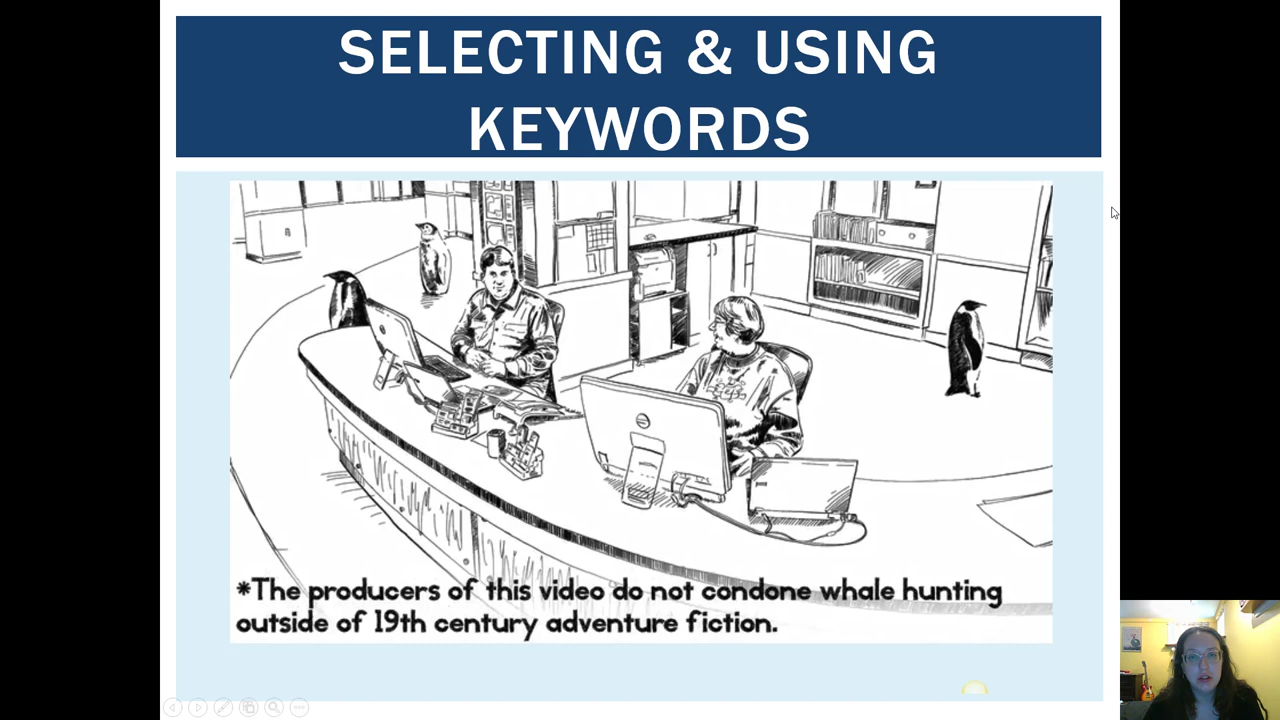 SELECTING & USING
KEYWORDS
*The producers of this video do not condone whale hunting
outside of 19th century adventure fiction.